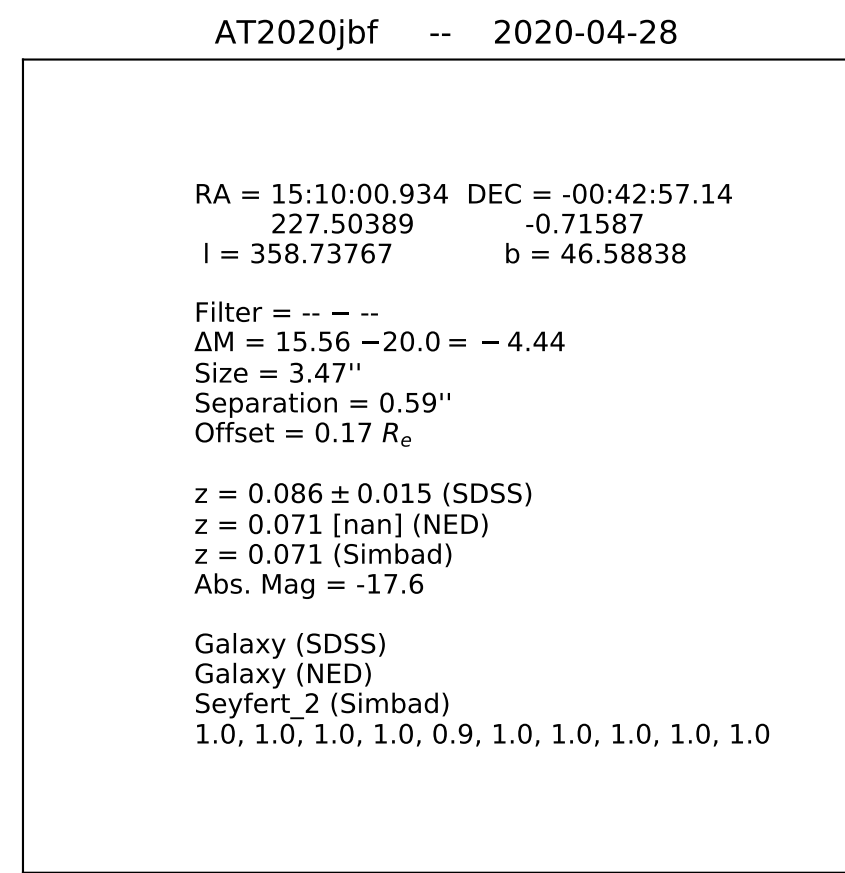 AT2020jbf -- 2020-04-28
RA = 15:10:00.934 DEC = -00:42:57.14
227.50389 -0.71587
l = 358.73767 b = 46.58838
Filter = -- − --
ΔM = 15.56 −20.0 = − 4.44
Size = 3.47''
Separation = 0.59''
Offset = 0.17 Rₑ
z = 0.086 ± 0.015 (SDSS)
z = 0.071 [nan] (NED)
z = 0.071 (Simbad)
Abs. Mag = -17.6
Galaxy (SDSS)
Galaxy (NED)
Seyfert_2 (Simbad)
1.0, 1.0, 1.0, 1.0, 0.9, 1.0, 1.0, 1.0, 1.0, 1.0